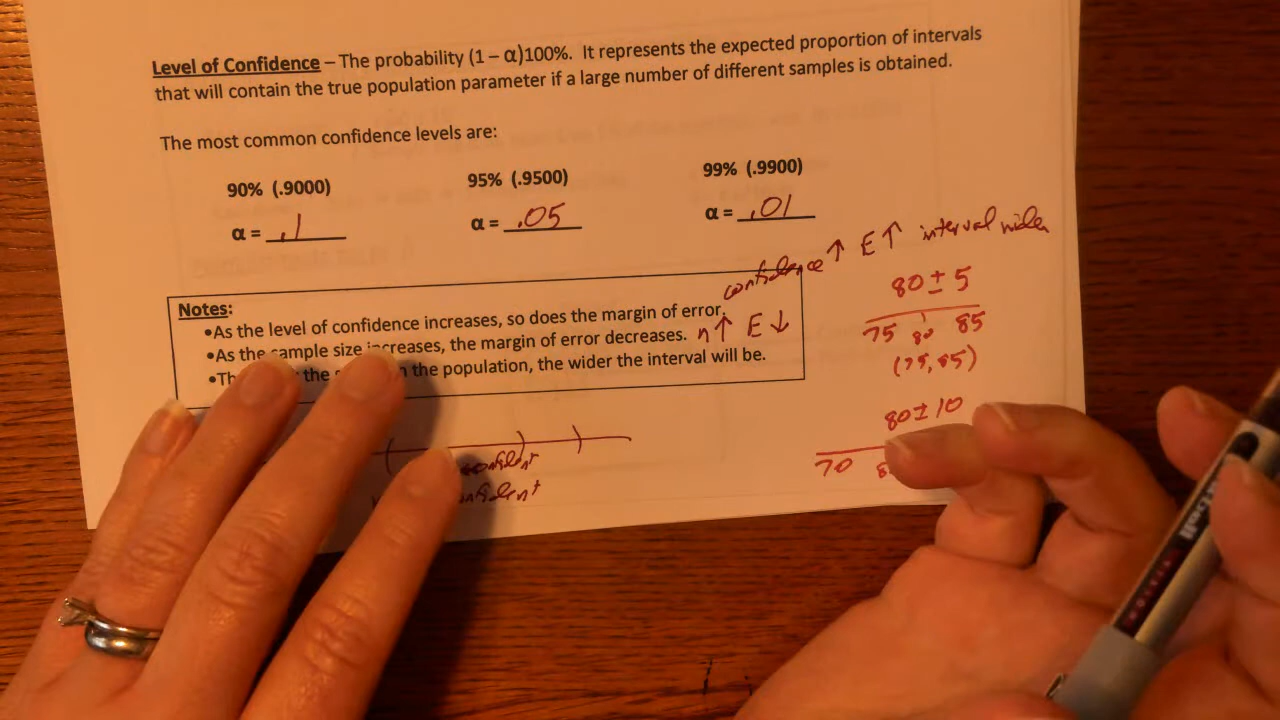 Level of Confidence – The probability (1 – α)100%. It represents the expected proportion of intervals
that will contain the true population parameter if a large number of different samples is obtained.
The most common confidence levels are:
90% (.9000) 95% (.9500) 99% (.9900)
α = .1 α = .05 α = .01
confidence ↑ E ↑ interval wider
Notes:
•As the level of confidence increases, so does the margin of error.
•As the sample size increases, the margin of error decreases. n↑ E↓
the population, the wider the interval will be.
80 ± 5
75 80 85
(75, 85)
80 ± 10
70
confident